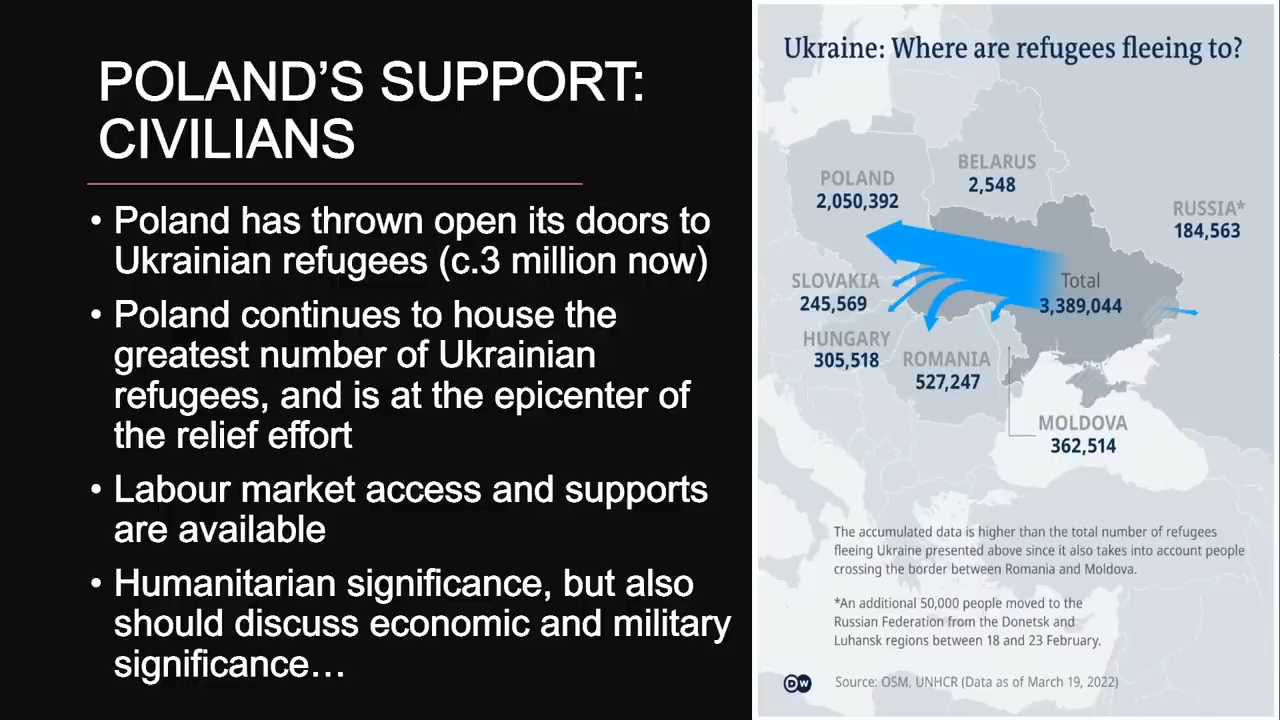 POLAND'S SUPPORT:
CIVILIANS
• Poland has thrown open its doors to
Ukrainian refugees (c.3 million now)
• Poland continues to house the
greatest number of Ukrainian
refugees, and is at the epicenter of
the relief effort
• Labour market access and supports
are available
• Humanitarian significance, but also
should discuss economic and military
significance…
Ukraine: Where are refugees fleeing to?
BELARUS
2,548
POLAND
2,050,392
RUSSIA*
184,563
SLOVAKIA
245,569
Total
3,389,044
HUNGARY
305,518
ROMANIA
527,247
MOLDOVA
362,514
The accumulated data is higher than the total number of refugees
fleeing Ukraine presented above since it also takes into account people
crossing the border between Romania and Moldova.
*An additional 50,000 people moved to the
Russian Federation from the Donetsk and
Luhansk regions between 18 and 23 February.
DW
Source: OSM, UNHCR (Data as of March 19, 2022)